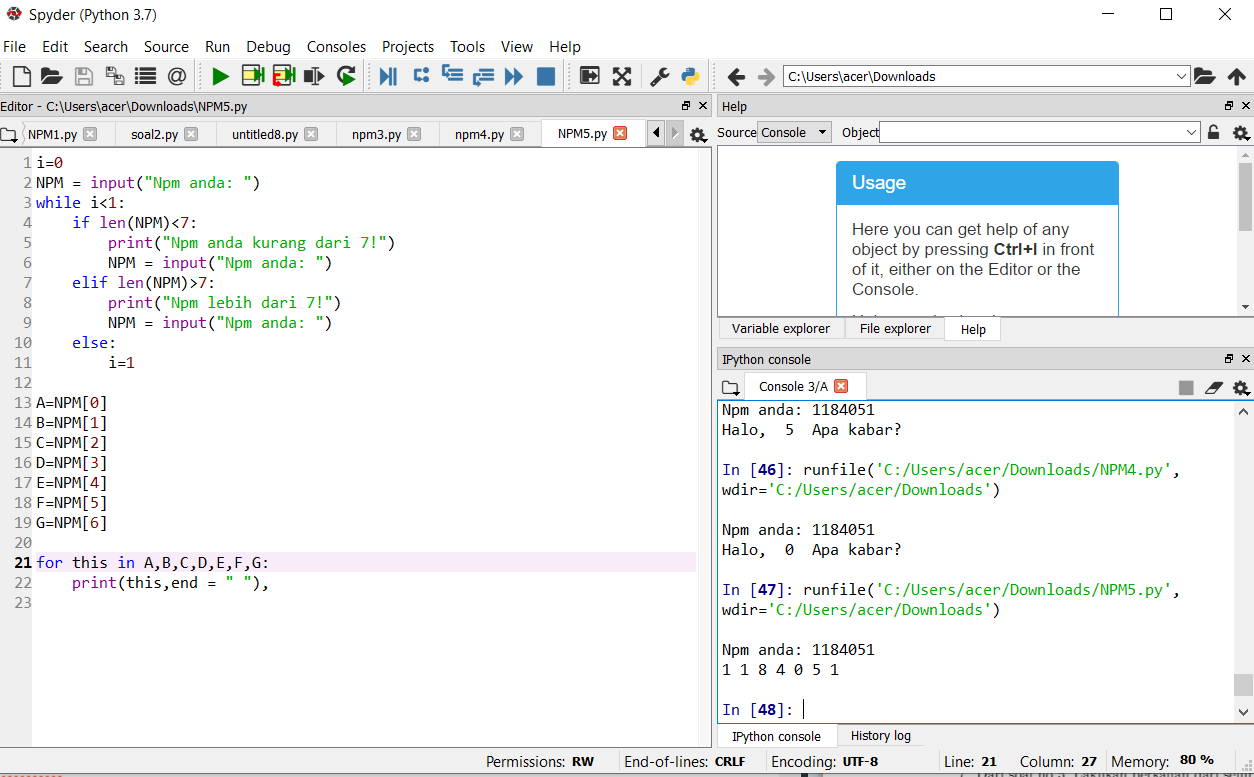 Spyder (Python 3.7)
File Edit Search Source Run Debug Consoles Projects Tools View Help
C:\Users\acer\Downloads
Editor - C:\Users\acer\Downloads\NPM5.py
NPM1.py soal2.py untitled8.py npm3.py npm4.py NPM5.py
1 i=0
2 NPM = input("Npm anda: ")
3 while i<1:
4     if len(NPM)<7:
5         print("Npm anda kurang dari 7!")
6         NPM = input("Npm anda: ")
7     elif len(NPM)>7:
8         print("Npm lebih dari 7!")
9         NPM = input("Npm anda: ")
10     else:
11         i=1
12
13 A=NPM[0]
14 B=NPM[1]
15 C=NPM[2]
16 D=NPM[3]
17 E=NPM[4]
18 F=NPM[5]
19 G=NPM[6]
20
21 for this in A,B,C,D,E,F,G:
22     print(this,end = " "),
23
Help
Source Console Object
Usage
Here you can get help of any
object by pressing Ctrl+I in front
of it, either on the Editor or the
Console.
Variable explorer File explorer Help
IPython console
Console 3/A
Npm anda: 1184051
Halo,  5  Apa kabar?
In [46]: runfile('C:/Users/acer/Downloads/NPM4.py',
wdir='C:/Users/acer/Downloads')
Npm anda: 1184051
Halo,  0  Apa kabar?
In [47]: runfile('C:/Users/acer/Downloads/NPM5.py',
wdir='C:/Users/acer/Downloads')
Npm anda: 1184051
1 1 8 4 0 5 1
In [48]:
IPython console History log
Permissions: RW End-of-lines: CRLF Encoding: UTF-8 Line: 21 Column: 27 Memory: 80 %